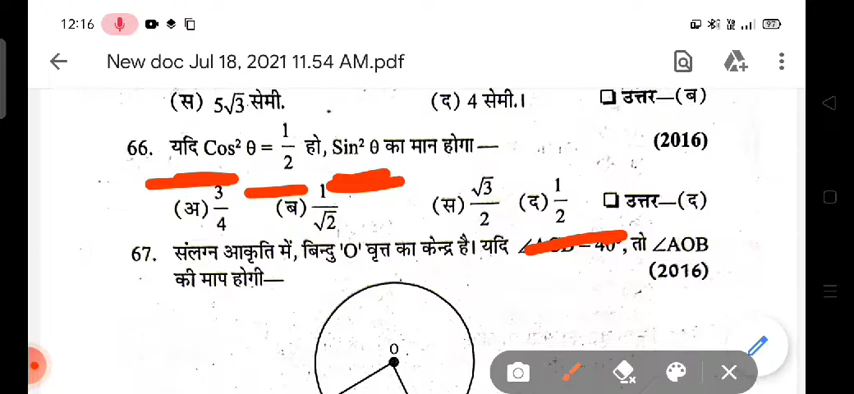 12:16
97
New doc Jul 18, 2021 11.54 AM.pdf
(स) 5√3 सेमी. (द) 4 सेमी.। ❑ उत्तर—(ब)
66. यदि Cos² θ = 1/2 हो, Sin² θ का मान होगा— (2016)
(अ) 3/4 (ब) 1/√2 (स) √3/2 (द) 1/2 ❑ उत्तर—(द)
67. संलग्न आकृति में, बिन्दु 'O' वृत्त का केन्द्र है। यदि तो ∠AOB
की माप होगी— (2016)
O